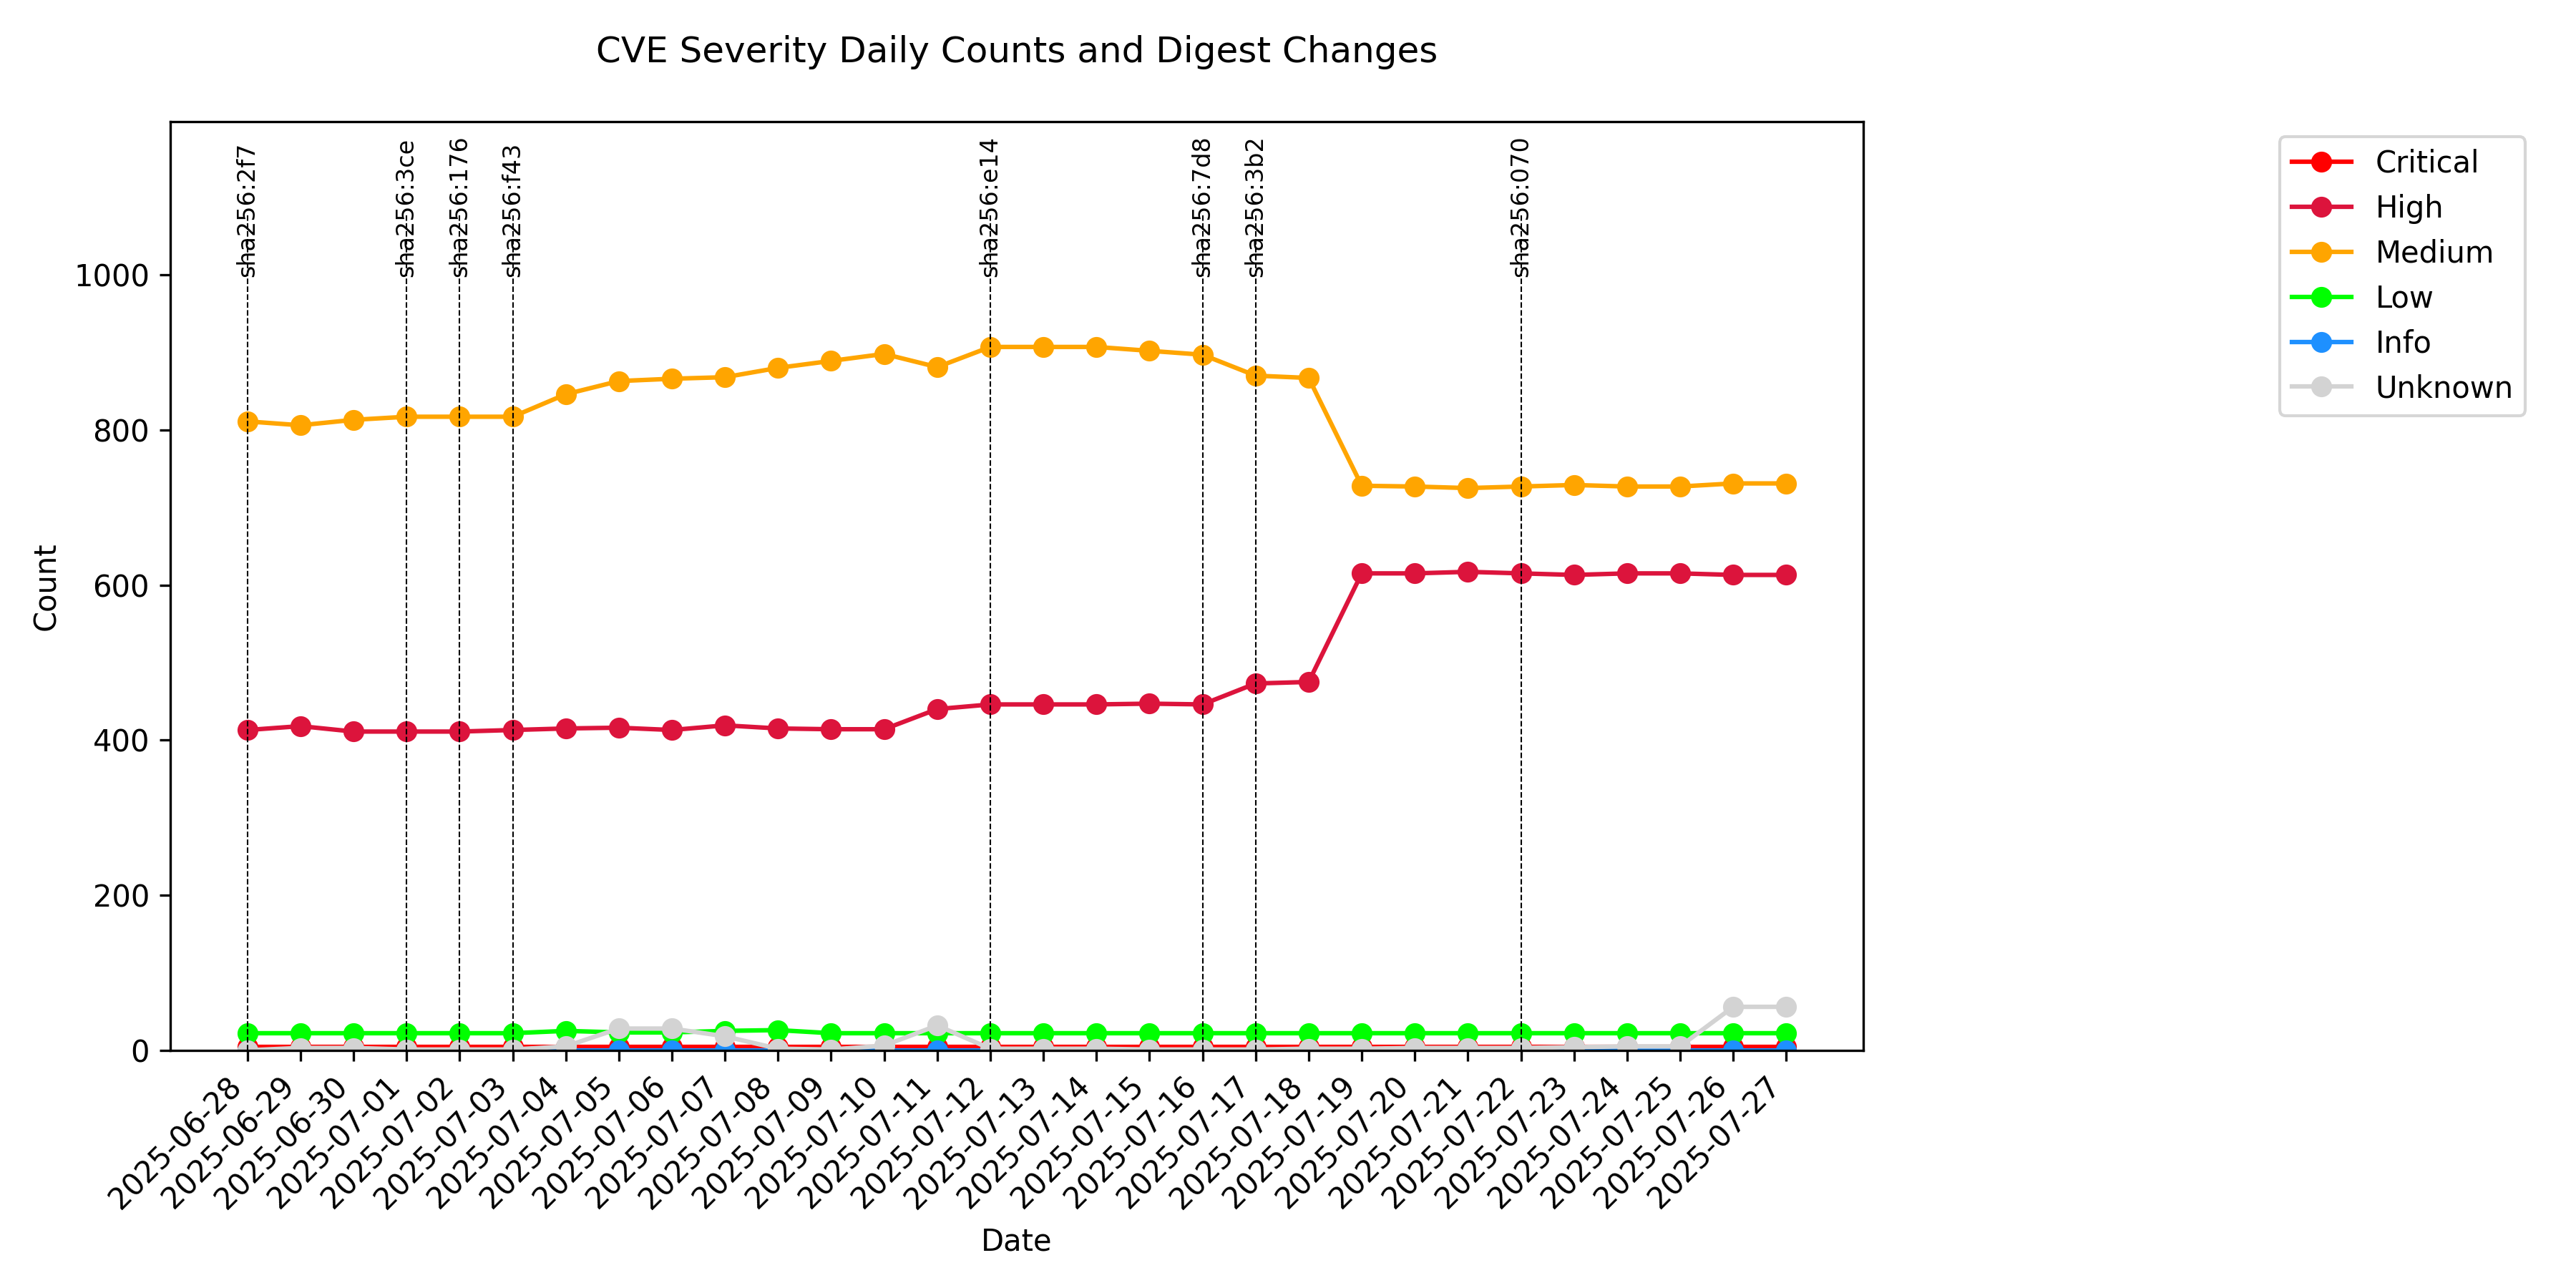 CVE Severity Daily Counts and Digest Changes
sha256:2f7
sha256:3ce
sha256:176
sha256:f43
sha256:e14
sha256:7d8
sha256:3b2
sha256:070
Critical
High
Medium
Low
Info
Unknown
1000
800
600
400
200
0
Count
2025-06-28
2025-06-29
2025-06-30
2025-07-01
2025-07-02
2025-07-03
2025-07-04
2025-07-05
2025-07-06
2025-07-07
2025-07-08
2025-07-09
2025-07-10
2025-07-11
2025-07-12
2025-07-13
2025-07-14
2025-07-15
2025-07-16
2025-07-17
2025-07-18
2025-07-19
2025-07-20
2025-07-21
2025-07-22
2025-07-23
2025-07-24
2025-07-25
2025-07-26
2025-07-27
Date